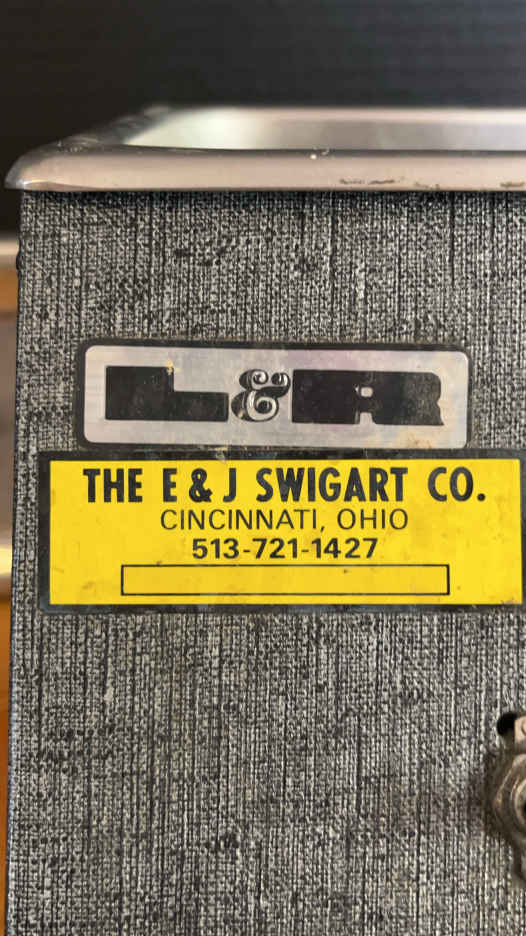 L&R
THE E & J SWIGART CO.
CINCINNATI, OHIO
513-721-1427